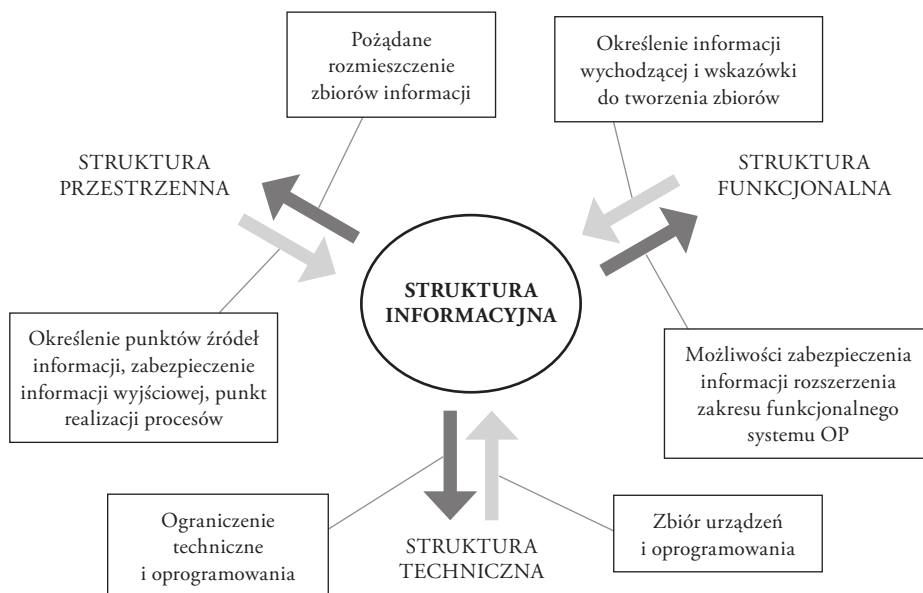 Pożądane
rozmieszczenie
zbiorów informacji
Określenie informacji
wychodzącej i wskazówki
do tworzenia zbiorów
STRUKTURA
PRZESTRZENNA
STRUKTURA
FUNKCJONALNA
STRUKTURA
INFORMACYJNA
Określenie punktów źródeł
informacji, zabezpieczenie
informacji wyjściowej, punkt
realizacji procesów
Możliwości zabezpieczenia
informacji rozszerzenia
zakresu funkcjonalnego
systemu OP
Ograniczenie
techniczne
i oprogramowania
STRUKTURA
TECHNICZNA
Zbiór urządzeń
i oprogramowania